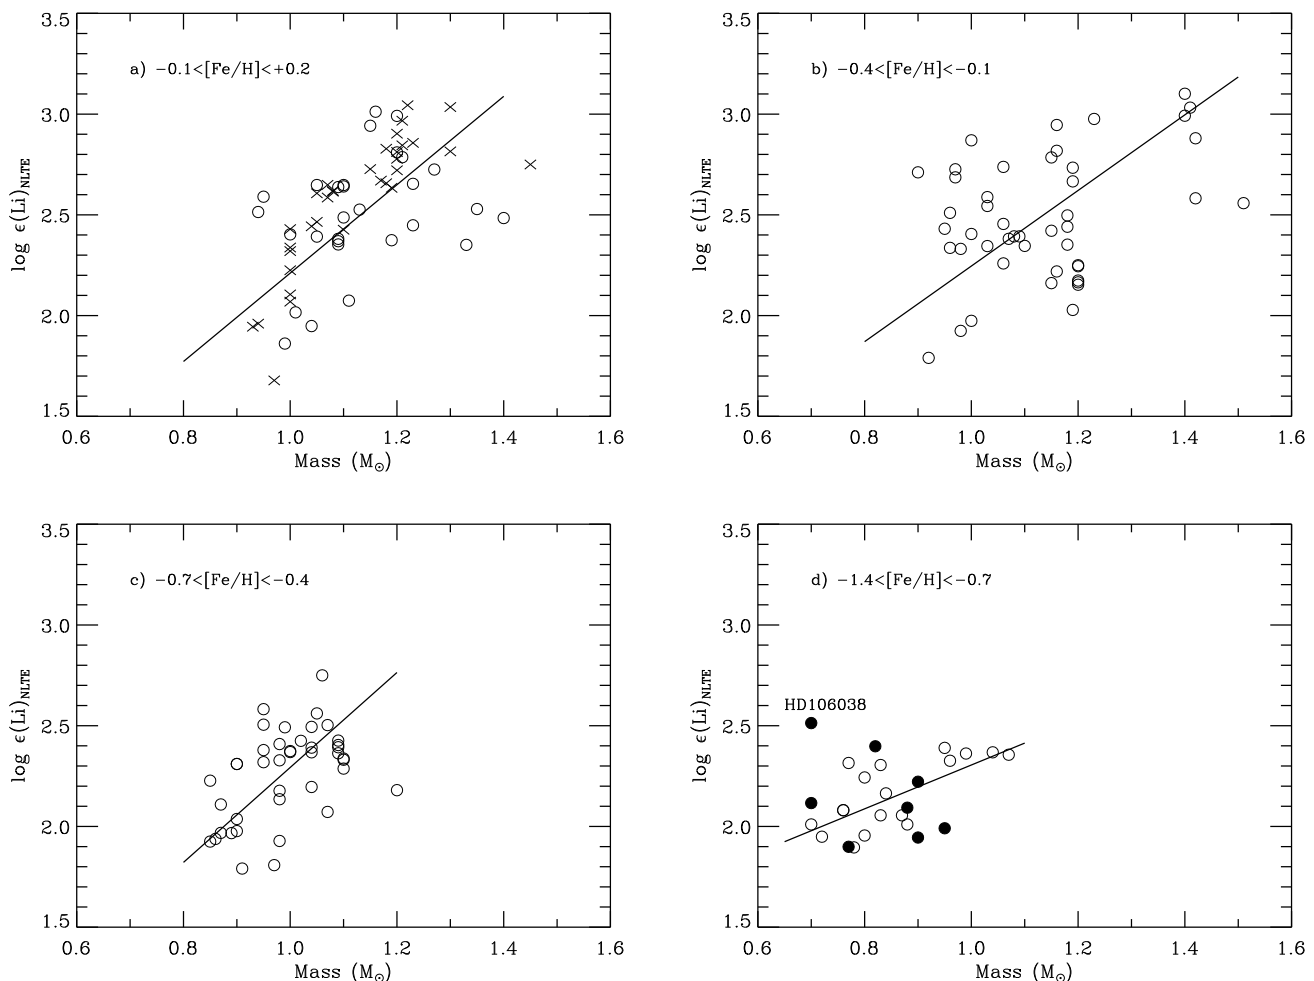 3.5
a) −0.1<[Fe/H]<+0.2
3.0
2.5
2.0
1.5
log ϵ(Li)NLTE
0.6 0.8 1.0 1.2 1.4 1.6
Mass (M⊙)
3.5
b) −0.4<[Fe/H]<−0.1
3.0
2.5
2.0
1.5
log ϵ(Li)NLTE
0.6 0.8 1.0 1.2 1.4 1.6
Mass (M⊙)
3.5
c) −0.7<[Fe/H]<−0.4
3.0
2.5
2.0
1.5
log ϵ(Li)NLTE
0.6 0.8 1.0 1.2 1.4 1.6
Mass (M⊙)
3.5
d) −1.4<[Fe/H]<−0.7
3.0
HD106038
2.5
2.0
1.5
log ϵ(Li)NLTE
0.6 0.8 1.0 1.2 1.4 1.6
Mass (M⊙)